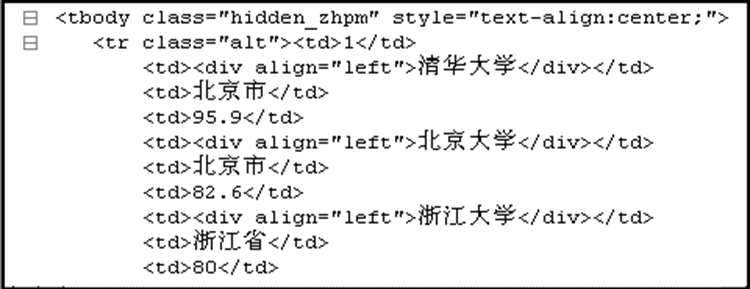 <tbody class="hidden_zhpm" style="text-align:center;">
<tr class="alt"><td>1</td>
<td><div align="left">清华大学</div></td>
<td>北京市</td>
<td>95.9</td>
<td><div align="left">北京大学</div></td>
<td>北京市</td>
<td>82.6</td>
<td><div align="left">浙江大学</div></td>
<td>浙江省</td>
<td>80</td>